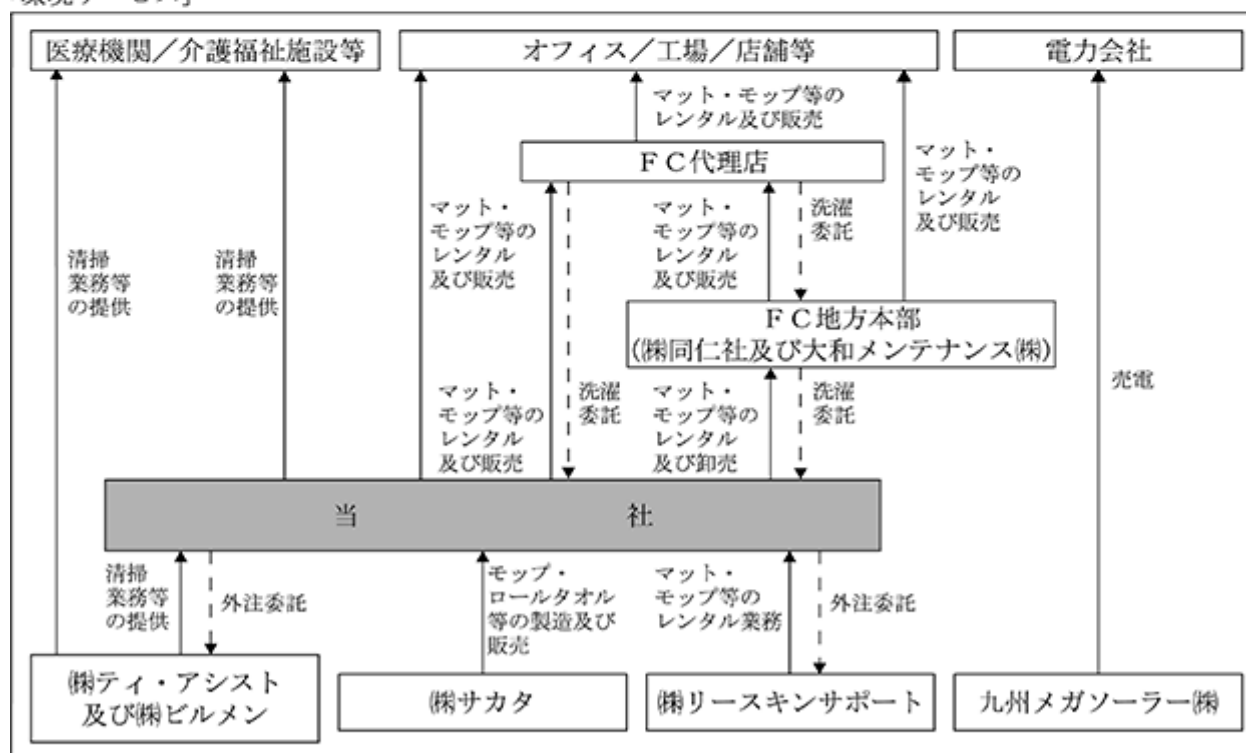 医療機関／介護福祉施設等
オフィス／工場／店舗等
電力会社
マット・モップ等の
レンタル及び販売
FC代理店
マット・
モップ等の
レンタル
及び販売
マット・
モップ等の
レンタル
及び販売
マット・
モップ等の
レンタル
及び販売
洗濯
委託
清掃
業務等
の提供
清掃
業務等
の提供
FC地方本部
(㈱同仁社及び大和メンテナンス㈱)
売電
マット・
モップ等の
レンタル
及び販売
洗濯
委託
マット・
モップ等の
レンタル
及び卸売
洗濯
委託
当社
清掃
業務等
の提供
外注委託
モップ・
ロールタオル
等の製造及び
販売
マット・
モップ等の
レンタル業務
外注委託
㈱ティ・アシスト
及び㈱ビルメン
㈱サカタ
㈱リースキンサポート
九州メガソーラー㈱